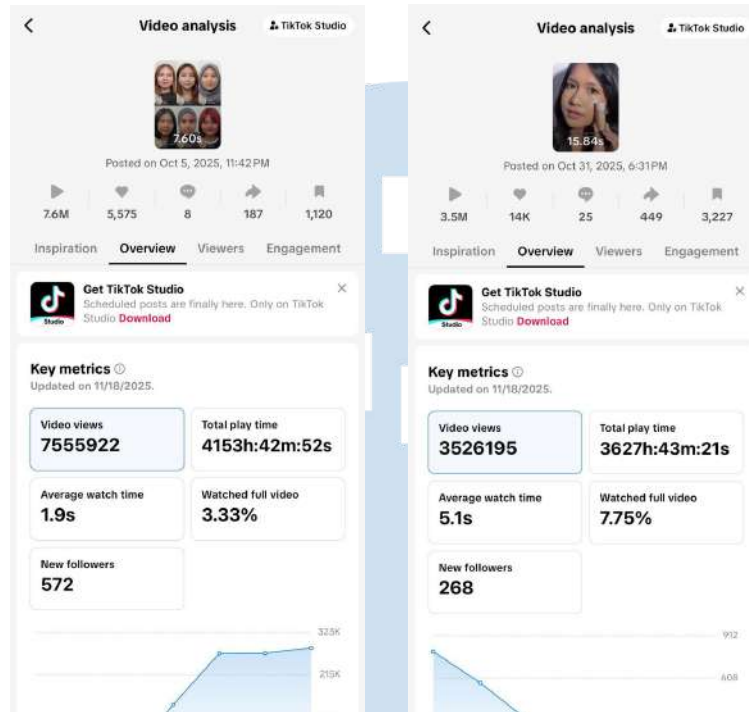 Video analysis
TikTok Studio
7.60s
Posted on Oct 5, 2025, 11:42 PM
7.6M 5,575 8 187 1,120
Inspiration Overview Viewers Engagement
Get TikTok Studio
Scheduled posts are finally here. Only on TikTok
Studio Download
Studio
Key metrics
Updated on 11/18/2025.
Video views
7555922
Total play time
4153h:42m:52s
Average watch time
1.9s
Watched full video
3.33%
New followers
572
323K
215K
Video analysis
TikTok Studio
15.84s
Posted on Oct 31, 2025, 6:31 PM
3.5M 14K 25 449 3,227
Inspiration Overview Viewers Engagement
Get TikTok Studio
Scheduled posts are finally here. Only on TikTok
Studio Download
Studio
Key metrics
Updated on 11/18/2025.
Video views
3526195
Total play time
3627h:43m:21s
Average watch time
5.1s
Watched full video
7.75%
New followers
268
912
608